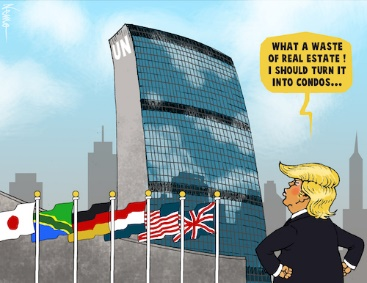 UN
WHAT A WASTE
OF REAL ESTATE !
I SHOULD TURN IT
INTO CONDOS...